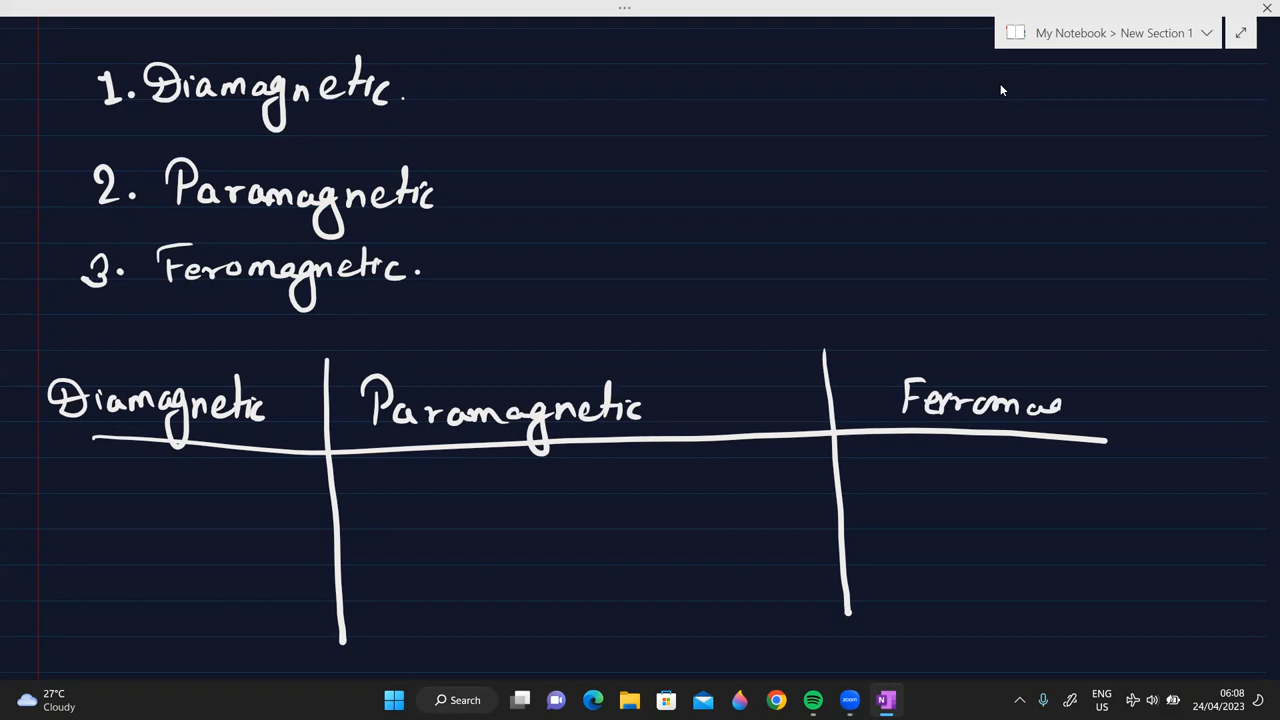 My Notebook > New Section 1
1. Diamagnetic.
2. Paramagnetic
3. Feromagnetic.
Diamagnetic Paramagnetic Ferromag
27°C
Cloudy
Search
zoom
ENG
US
06:08
24/04/2023